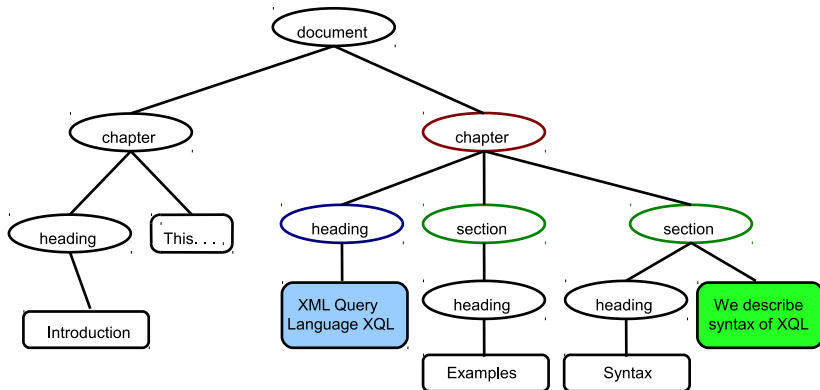 document
chapter
chapter
heading
This. . . .
heading
section
section
Introduction
XML Query
Language XQL
heading
heading
We describe
syntax of XQL
Examples
Syntax